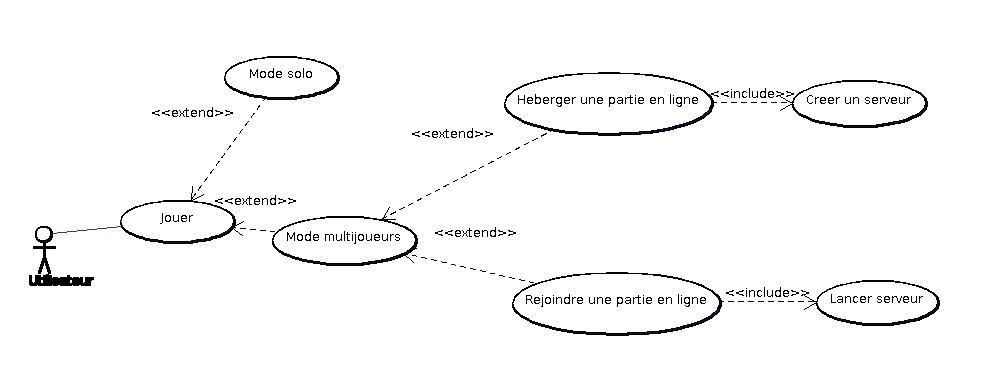 Mode solo
<<extend>>
Heberger une partie en ligne
<<include>>
Creer un serveur
<<extend>>
Jouer
<<extend>>
Mode multijoueurs
<<extend>>
Utilisateur
Rejoindre une partie en ligne
<<include>>
Lancer serveur